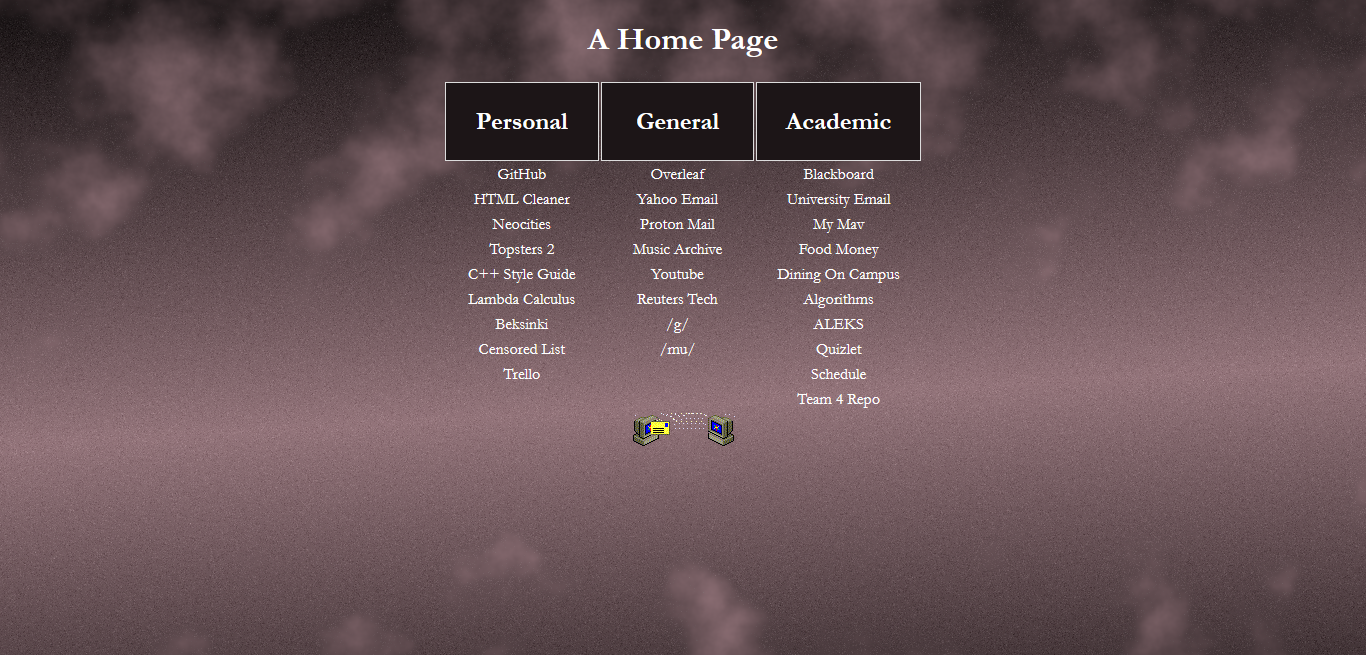 A Home Page
Personal General Academic
GitHub Overleaf Blackboard
HTML Cleaner Yahoo Email University Email
Neocities Proton Mail My Mav
Topsters 2 Music Archive Food Money
C++ Style Guide Youtube Dining On Campus
Lambda Calculus Reuters Tech Algorithms
Beksinki /g/ ALEKS
Censored List /mu/ Quizlet
Trello Schedule
Team 4 Repo